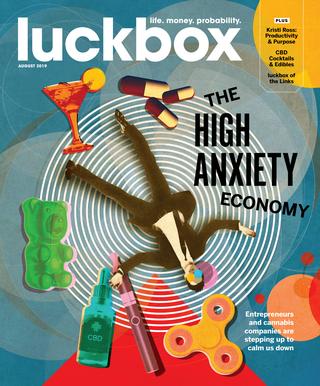 life. money. probability.
luckbox
AUGUST 2019
PLUS
Kristi Ross:
Productivity
& Purpose
CBD
Cocktails
& Edibles
luckbox of
the Links
THE
HIGH
ANXIETY
ECONOMY
CBD
Entrepreneurs
and cannabis
companies are
stepping up to
calm us down